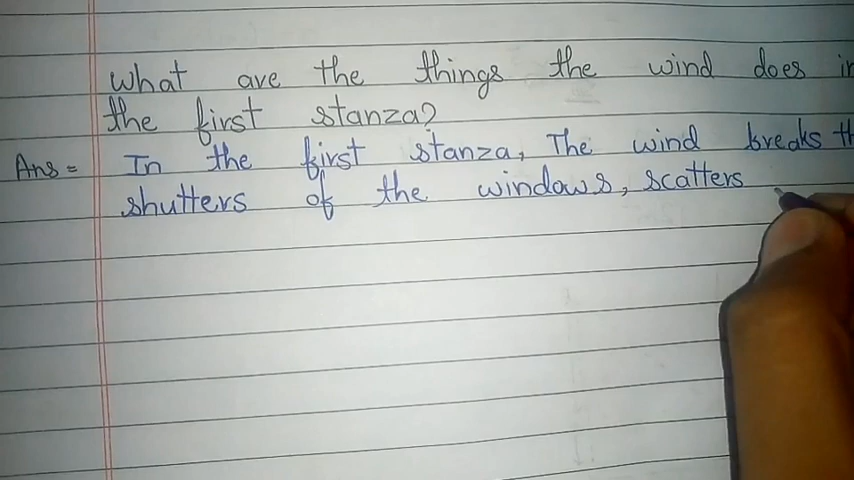 What are the things the wind does in
the first stanza?
Ans = In the first stanza, The wind breaks th
shutters of the windows, scatters